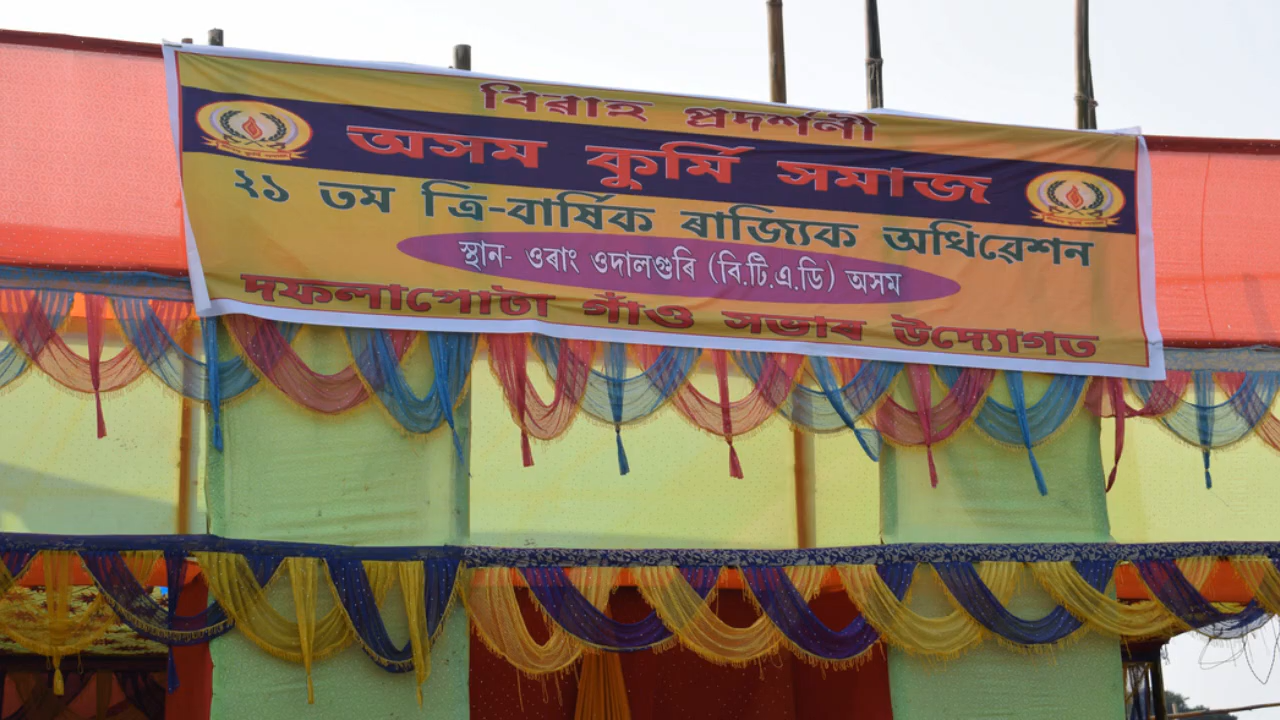 বিৱাহ প্ৰদৰ্শনী
অসম কুৰ্মি সমাজ
২১ তম ত্ৰি-বাৰ্ষিক ৰাজ্যিক অধিৱেশন
স্থান- ওৰাং ওদালগুৰি (বি.টি.এ.ডি) অসম
দফলাপোটা গাঁও সভাৰ উদ্যোগত